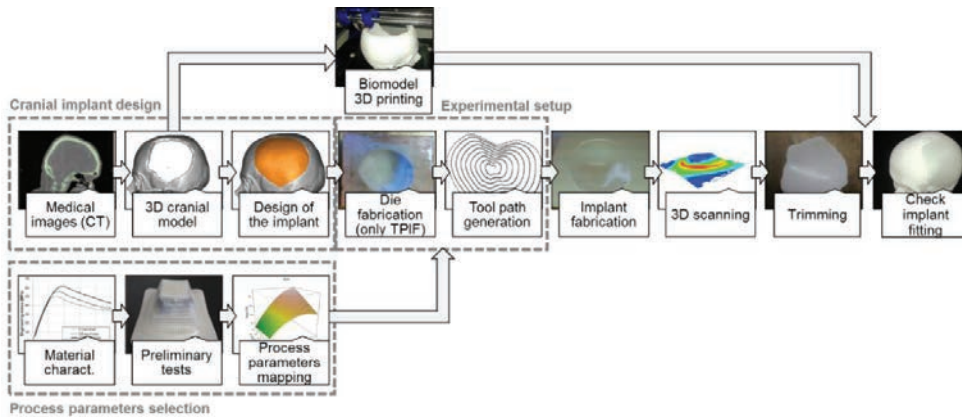 Biomodel
3D printing
Cranial implant design
Experimental setup
Medical
images (CT)
3D cranial
model
Design of
the implant
Die
fabrication
(only TPIF)
Tool path
generation
Implant
fabrication
3D scanning
Trimming
Check
implant
fitting
Material
charact.
Preliminary
tests
Process
parameters
mapping
Process parameters selection